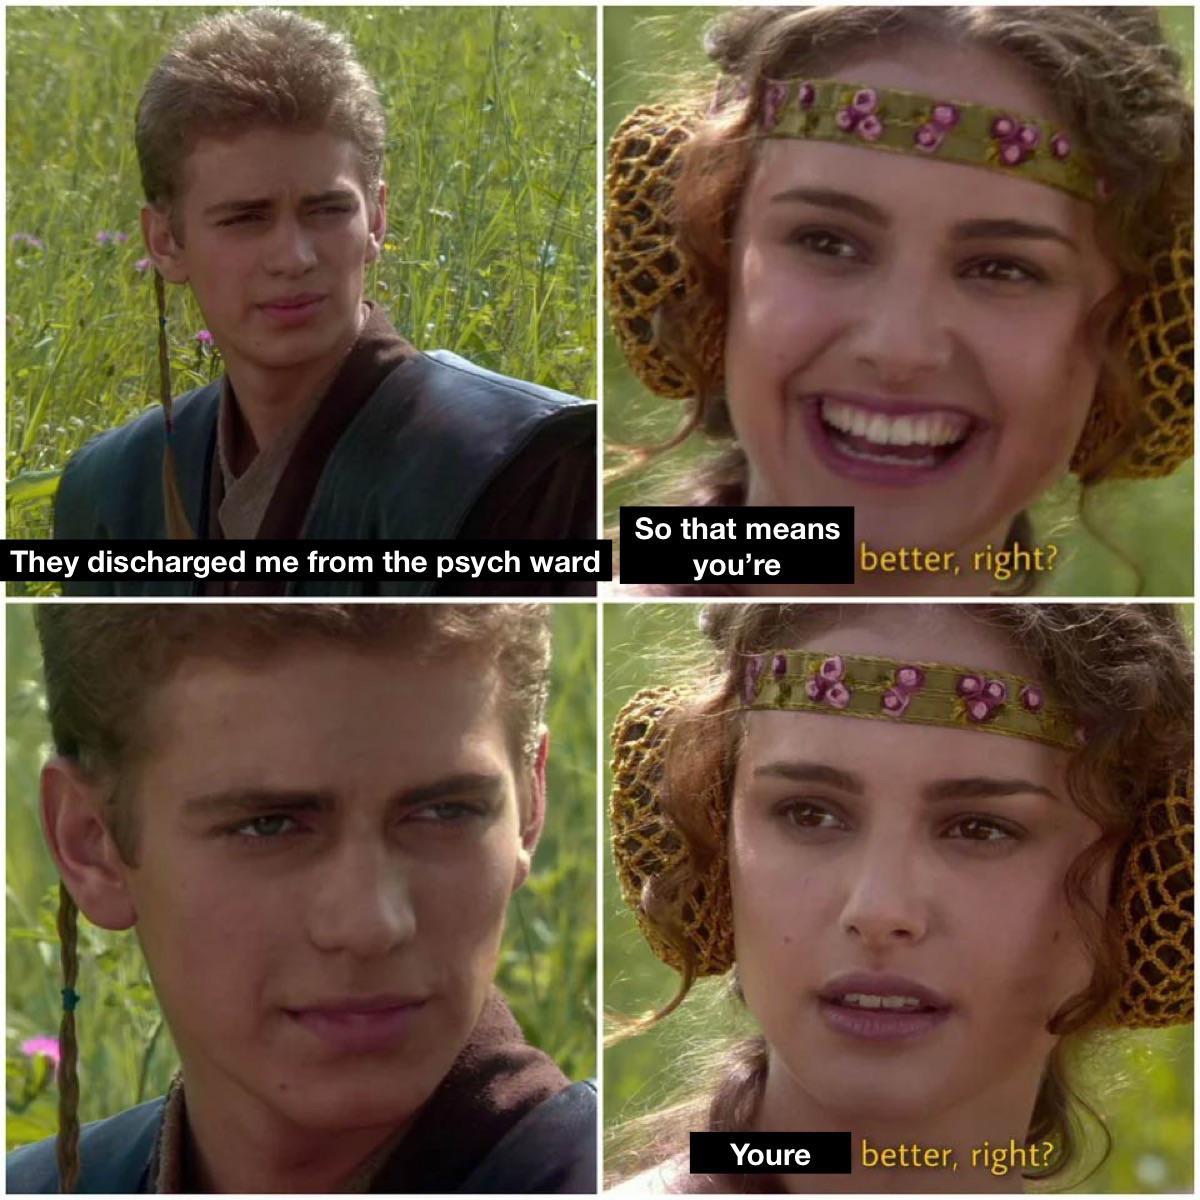 They discharged me from the psych ward
So that means
you’re
better, right?
Youre better, right?